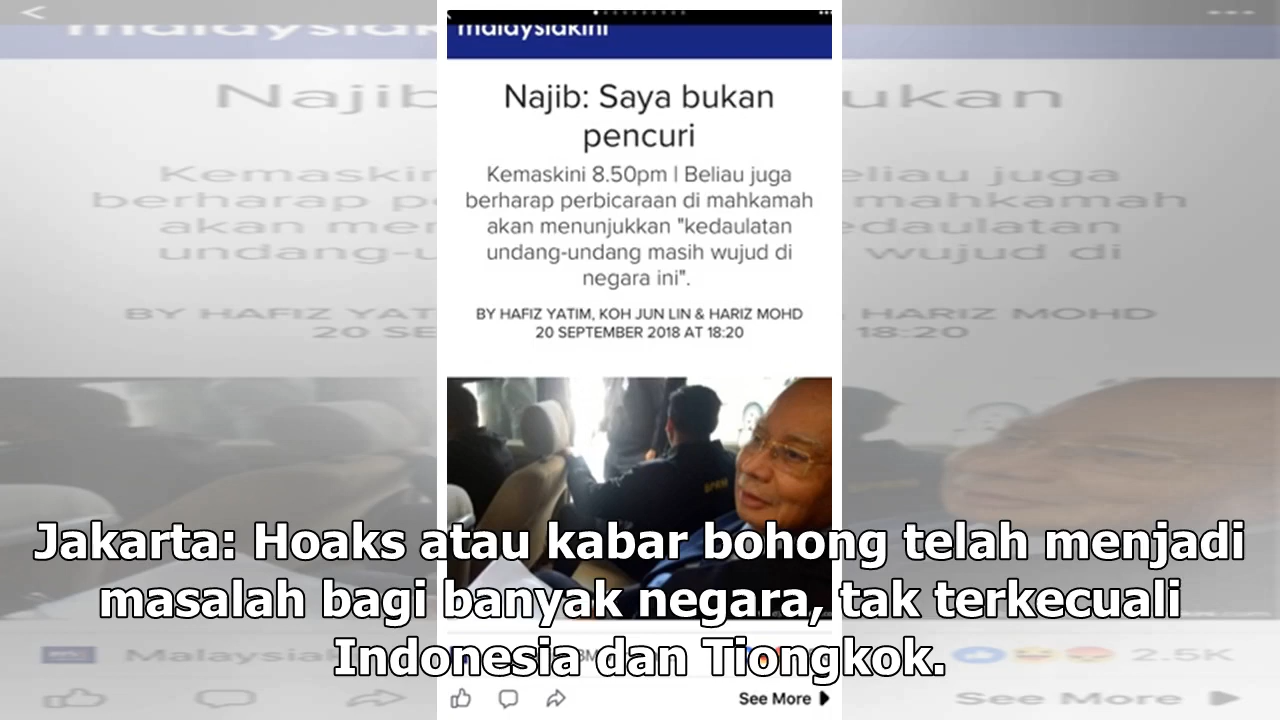 malaysiakini
Najib: Saya bukan
pencuri
Kemaskini 8.50pm | Beliau juga
berharap perbicaraan di mahkamah
akan menunjukkan "kedaulatan
undang-undang masih wujud di
negara ini".
BY HAFIZ YATIM, KOH JUN LIN & HARIZ MOHD
20 SEPTEMBER 2018 AT 18:20
SPRM
Jakarta: Hoaks atau kabar bohong telah menjadi
masalah bagi banyak negara, tak terkecuali
Indonesia dan Tiongkok.
See More